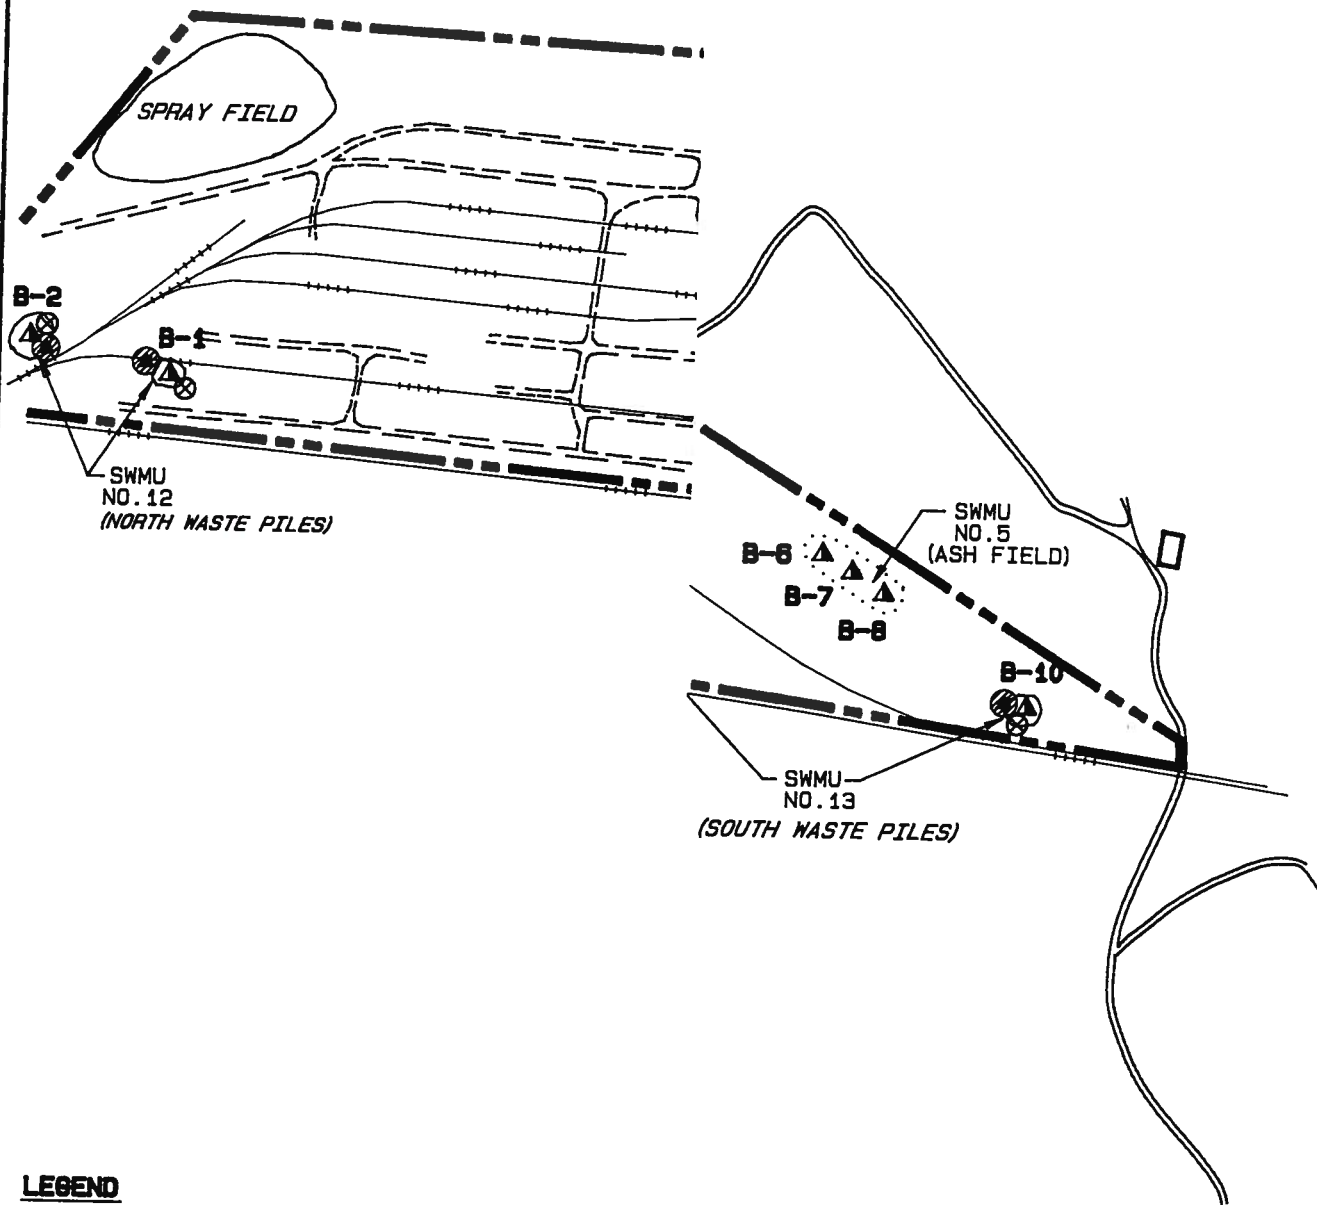 SPRAY FIELD
B-2
B-1
SWMU
NO.12
(NORTH WASTE PILES)
SWMU
NO.5
(ASH FIELD)
B-6
B-7
B-8
B-10
SWMU
NO.13
(SOUTH WASTE PILES)
LEGEND